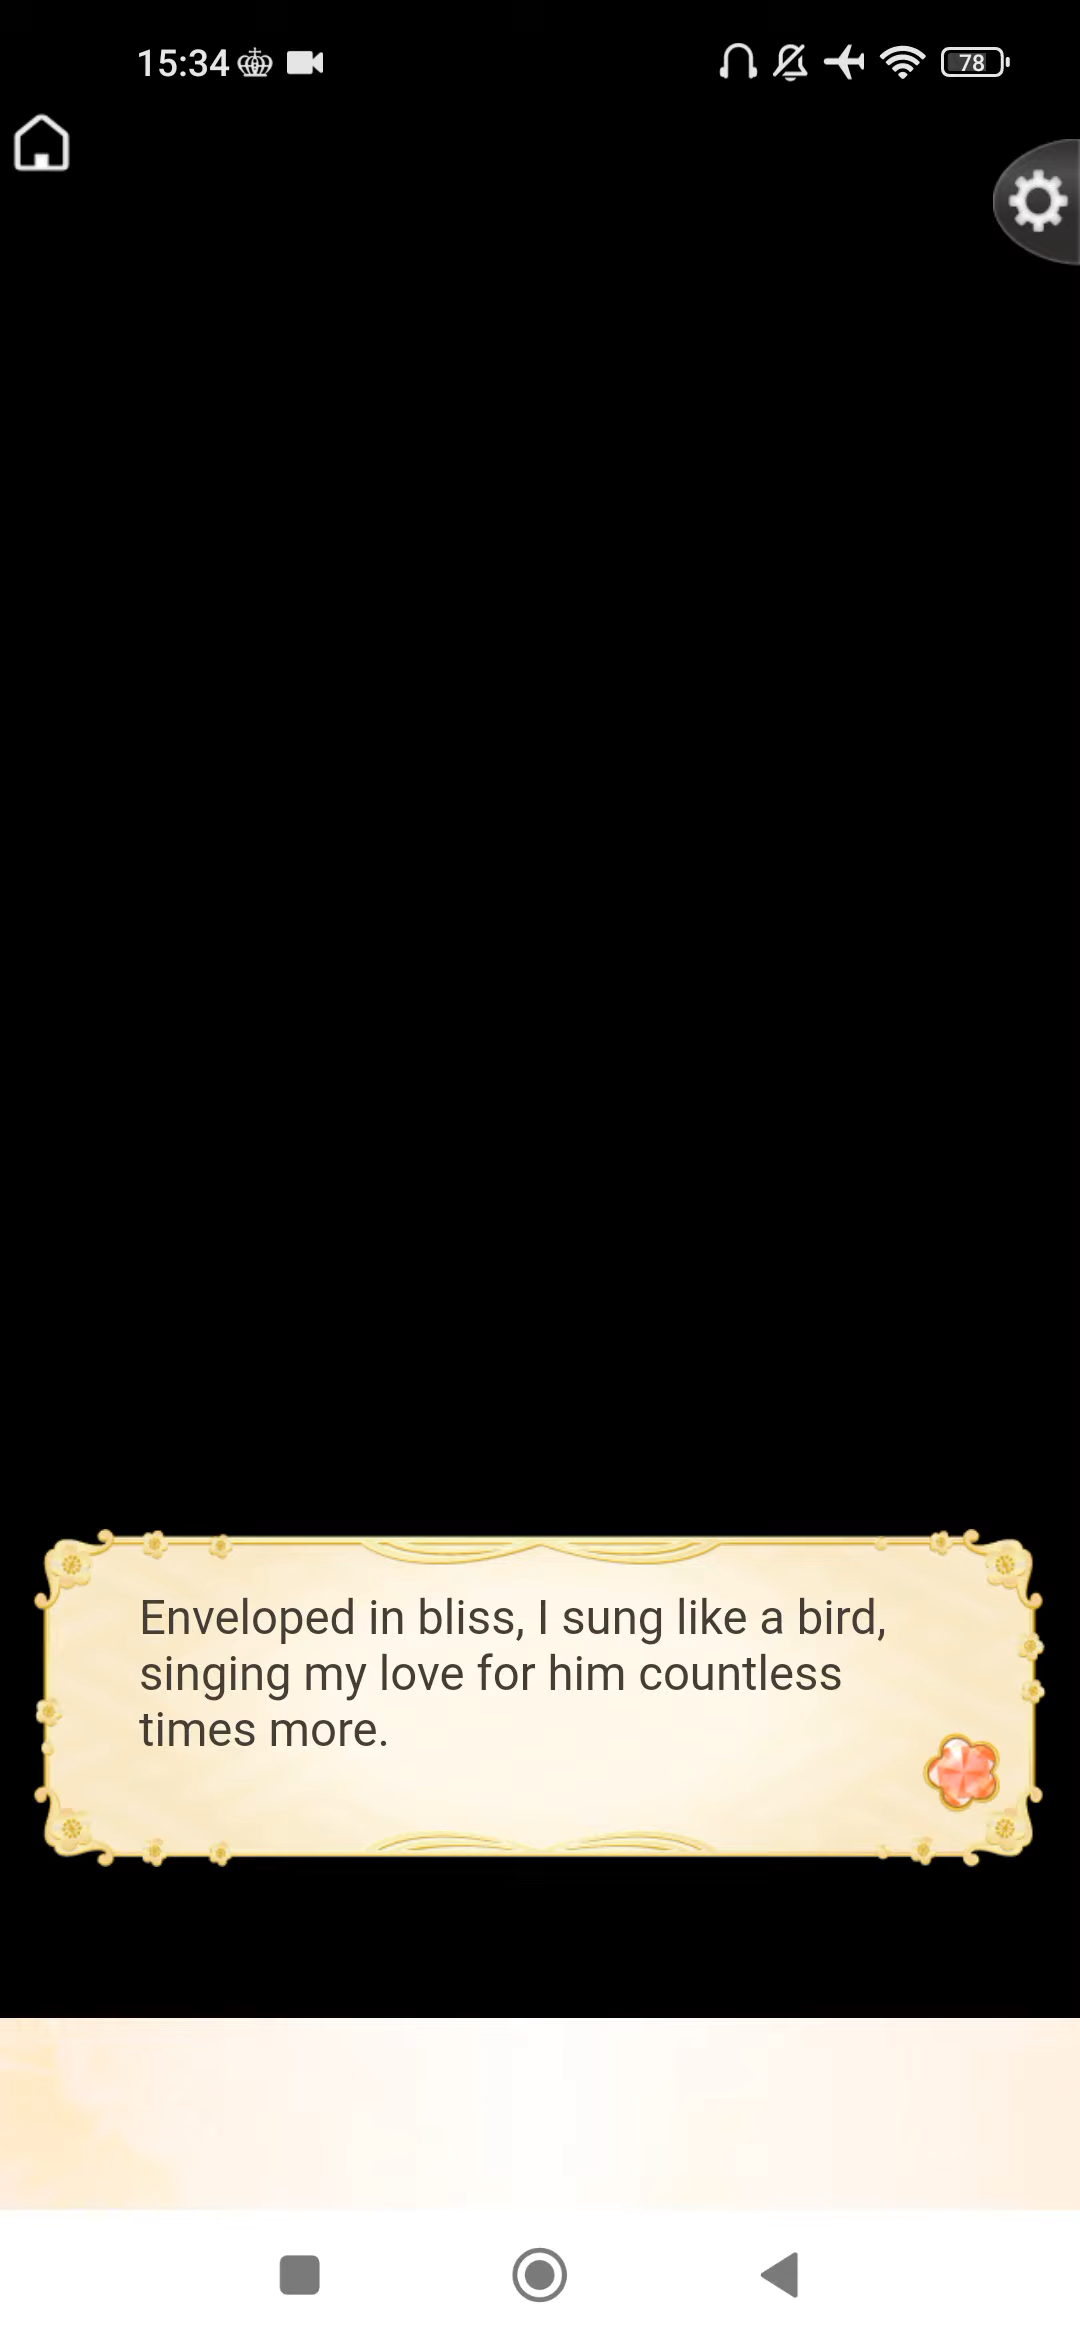 15:34
78
Enveloped in bliss, I sung like a bird,
singing my love for him countless
times more.